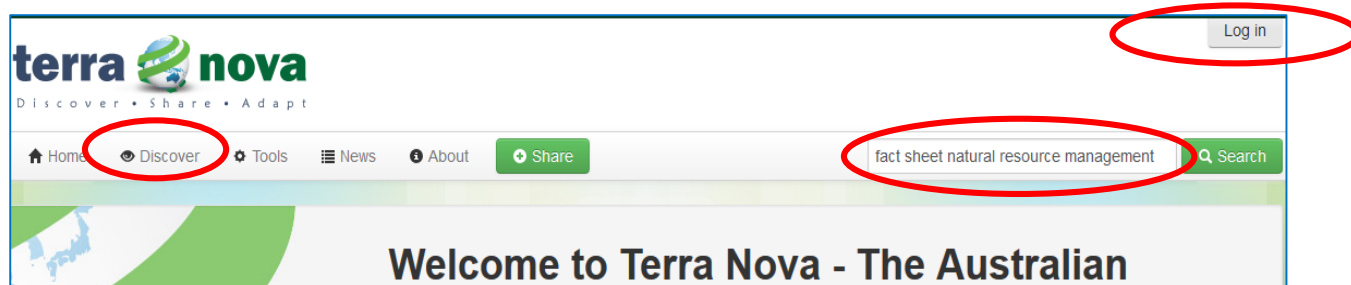 Log in
terra nova
Discover • Share • Adapt
Home Discover Tools News About Share fact sheet natural resource management Search
Welcome to Terra Nova - The Australian